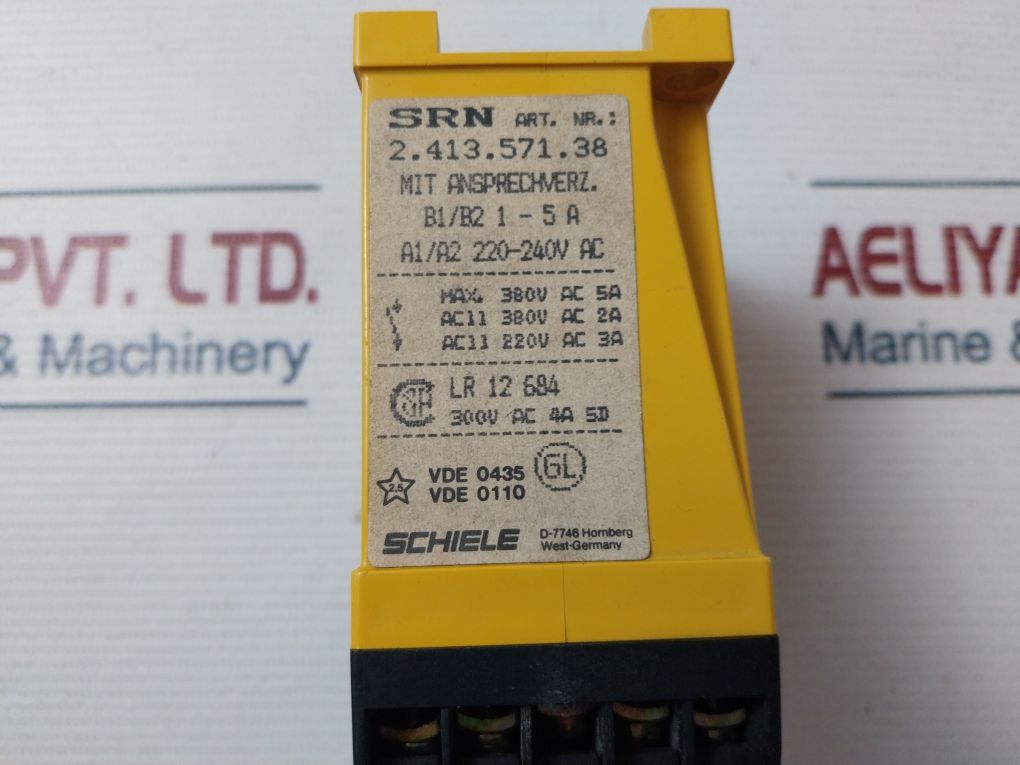 SRN ART. NR.:
2.413.571.38
MIT ANSPRECHVERZ.
B1/B2 1 - 5 A
A1/A2 220-240V AC
MAX. 380V AC 5A
AC11 380V AC 2A
AC11 220V AC 3A
LR 12 684
300V AC 4A 5D
GL
2,5
VDE 0435
VDE 0110
SCHIELE
D-7746 Hornberg
West-Germany
PVT. LTD.
& Machinery
AELIYA
Marine &